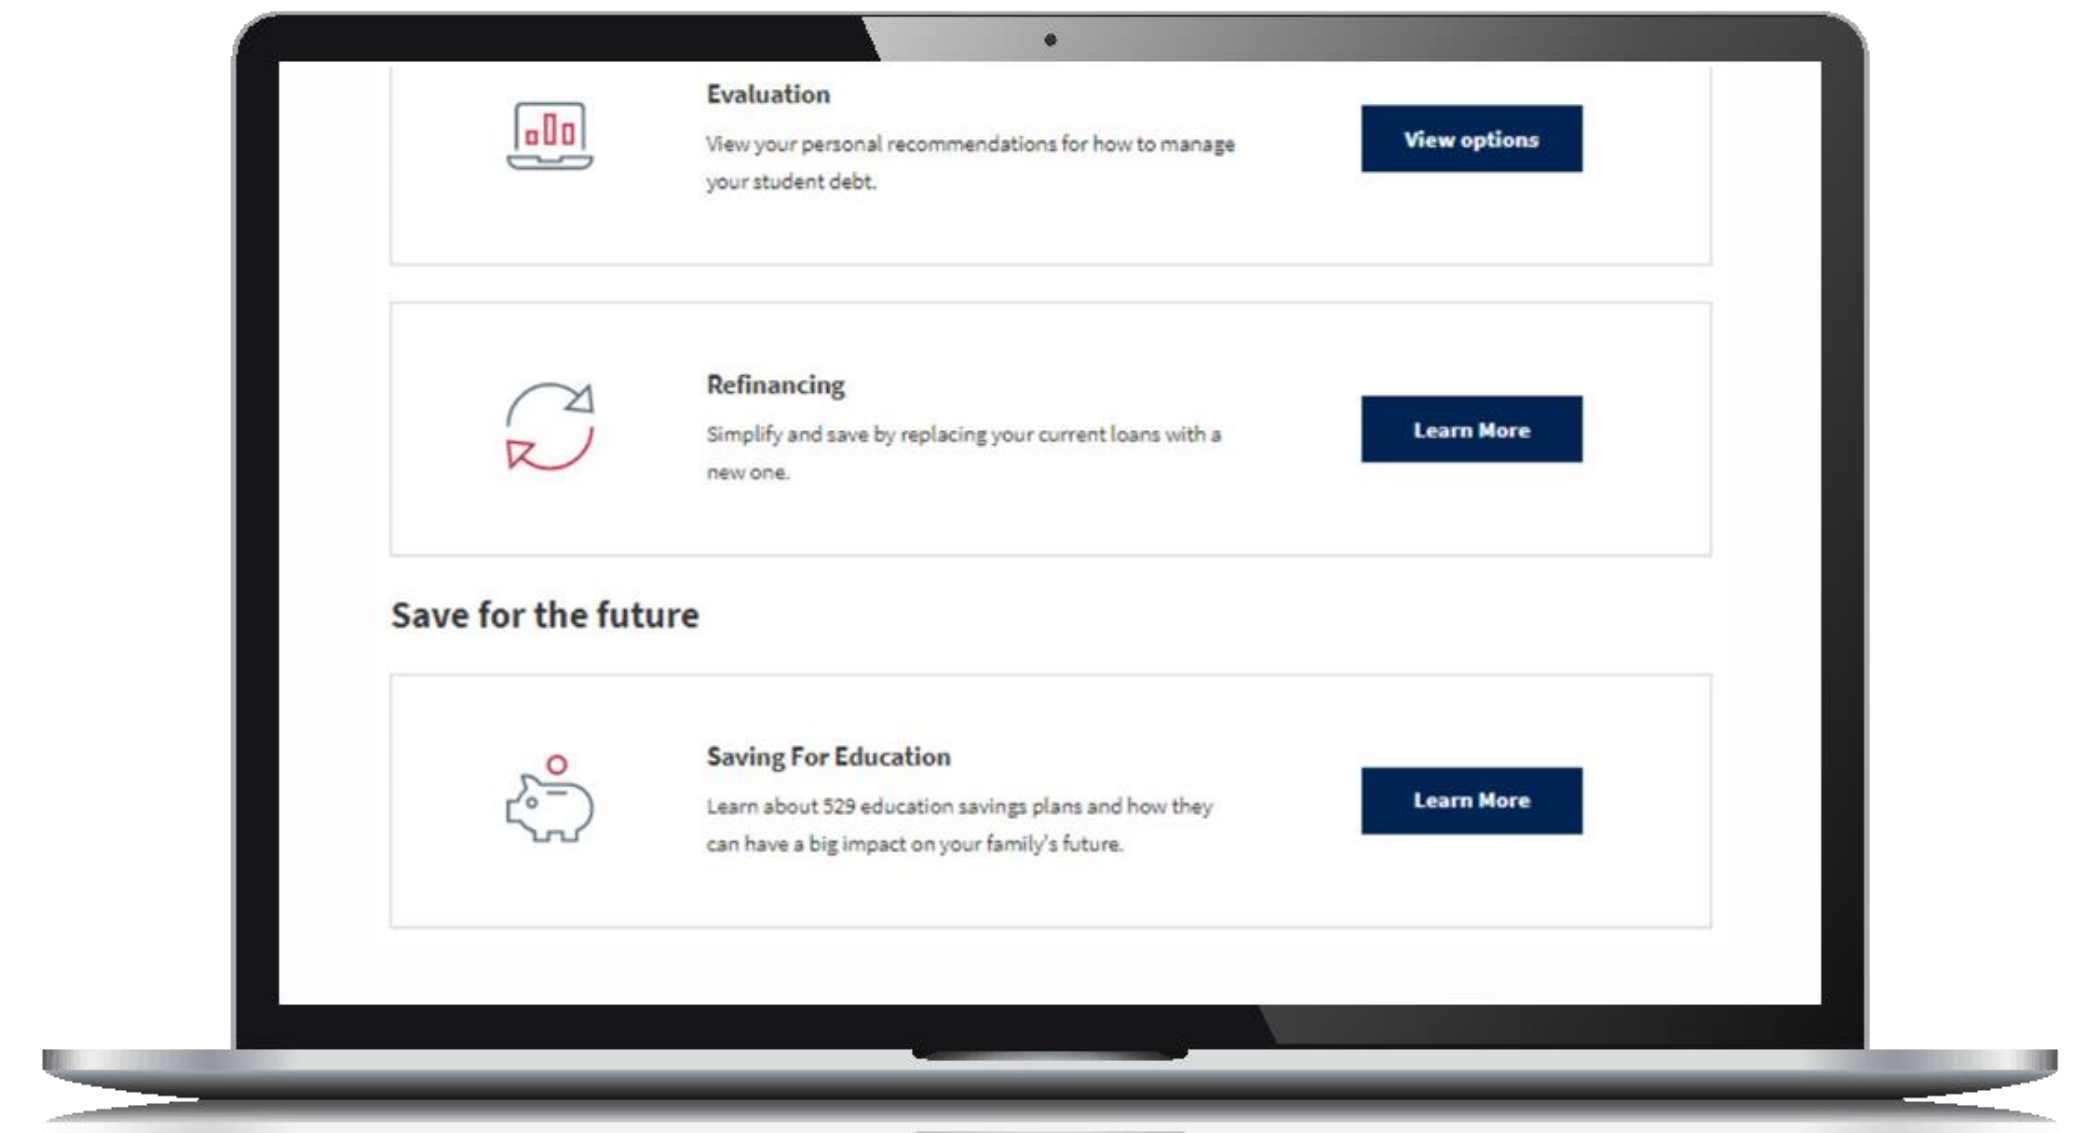 Evaluation
View your personal recommendations for how to manage
your student debt.
View options
Refinancing
Simplify and save by replacing your current loans with a
new one.
Learn More
Save for the future
Saving For Education
Learn about 529 education savings plans and how they
can have a big impact on your family's future.
Learn More